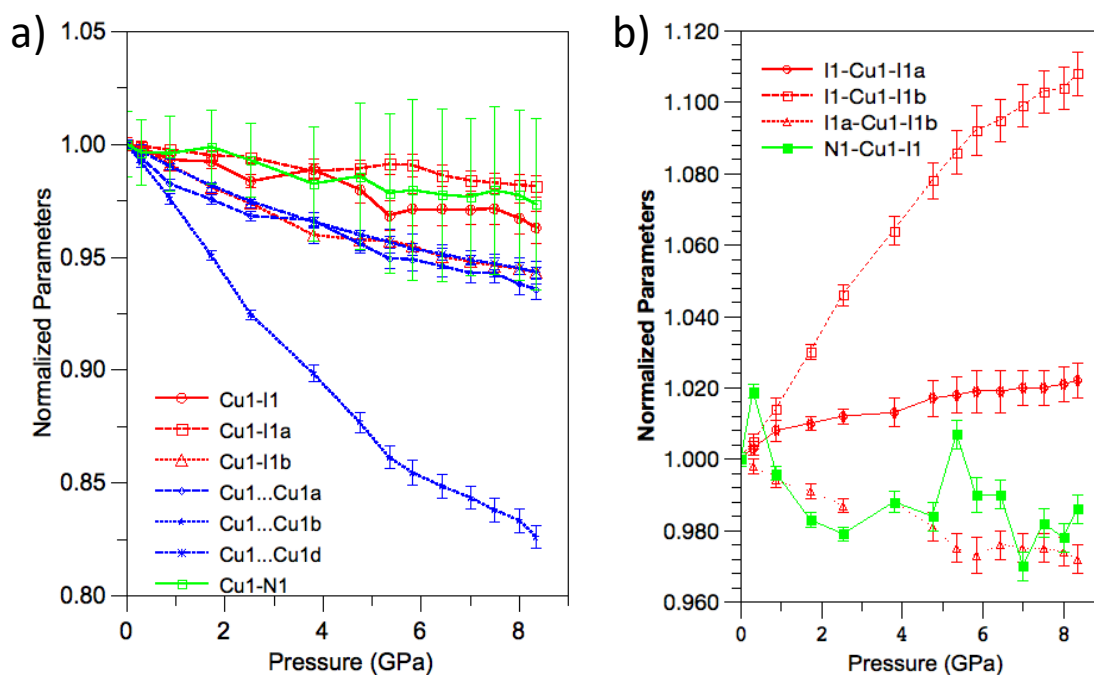 a)
1.05
1.00
0.95
0.90
0.85
0.80
Normalized Parameters
Cu1-I1
Cu1-I1a
Cu1-I1b
Cu1...Cu1a
Cu1...Cu1b
Cu1...Cu1d
Cu1-N1
0 2 4 6 8
Pressure (GPa)
b)
1.120
1.100
1.080
1.060
1.040
1.020
1.000
0.980
0.960
Normalized Parameters
I1-Cu1-I1a
I1-Cu1-I1b
I1a-Cu1-I1b
N1-Cu1-I1
0 2 4 6 8
Pressure (GPa)